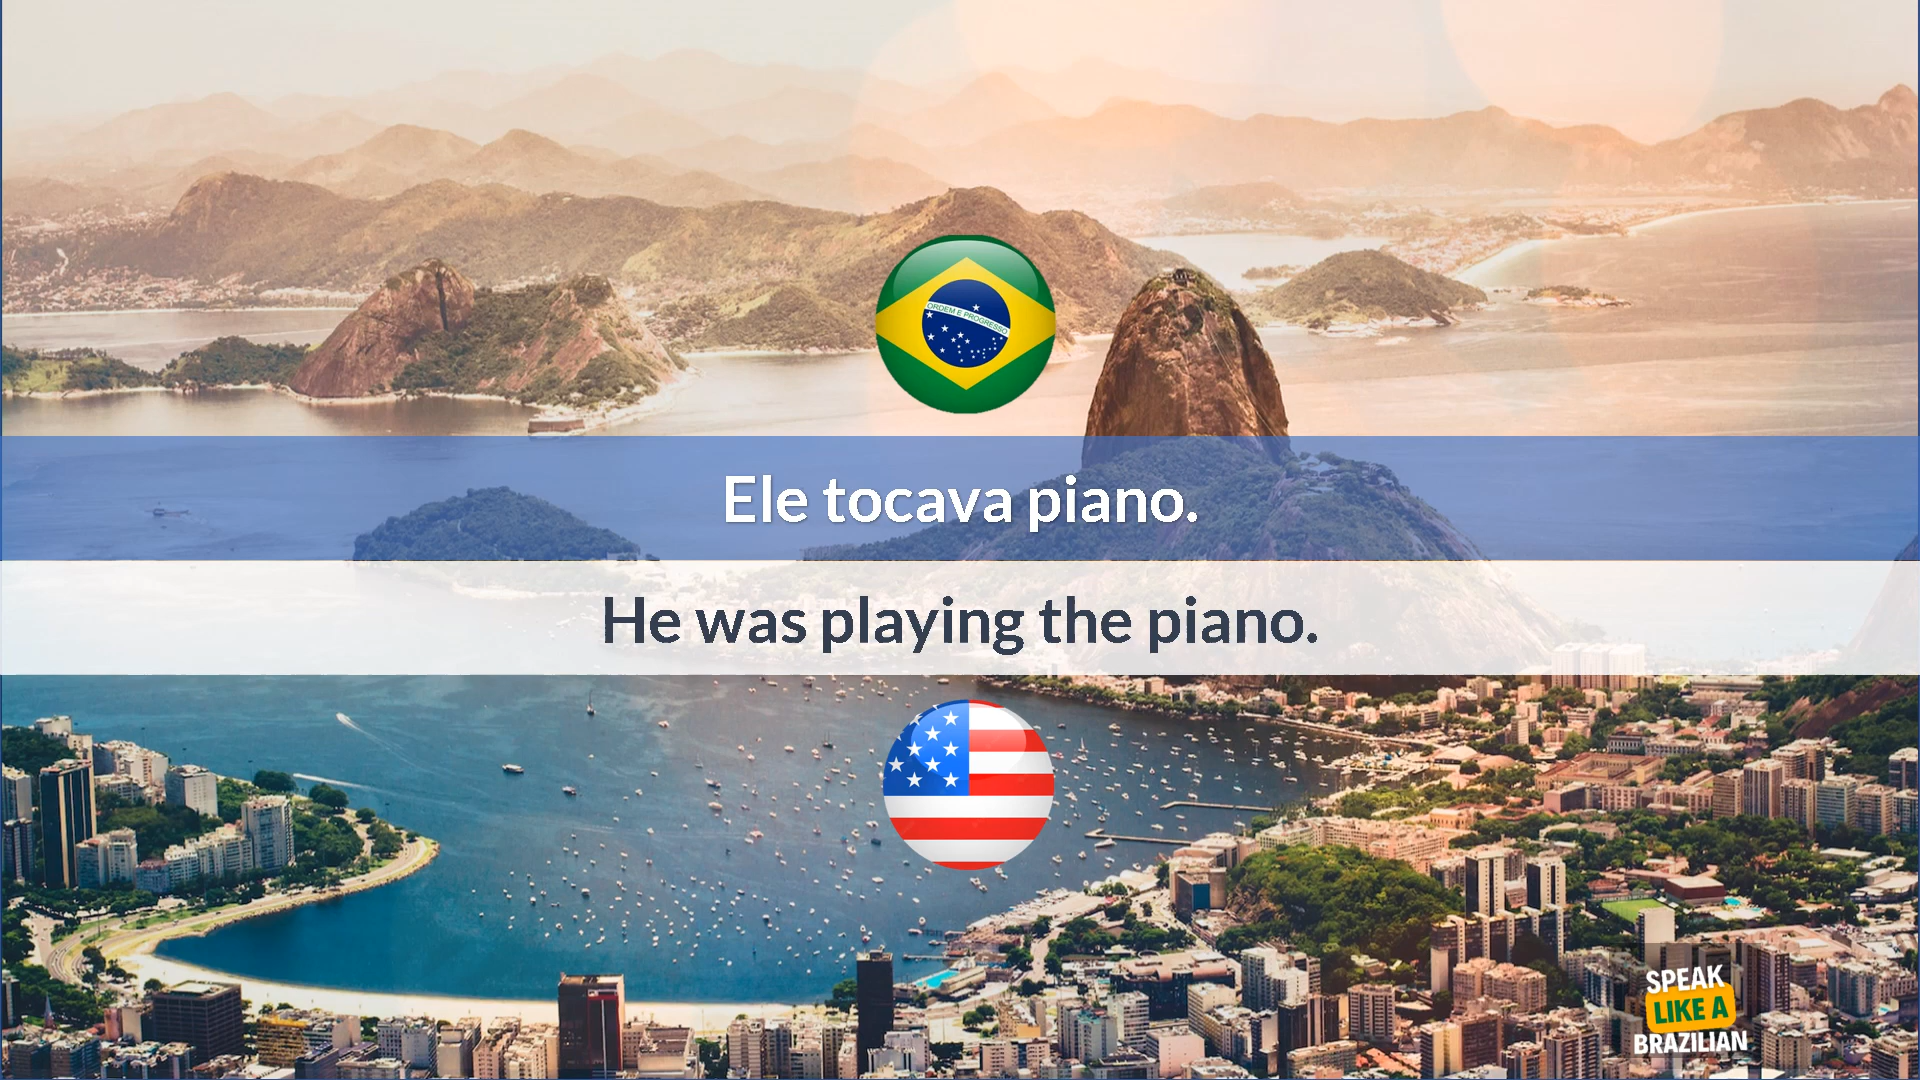 ORDEM E PROGRESSO
Ele tocava piano.
He was playing the piano.
SPEAK
LIKE A
BRAZILIAN